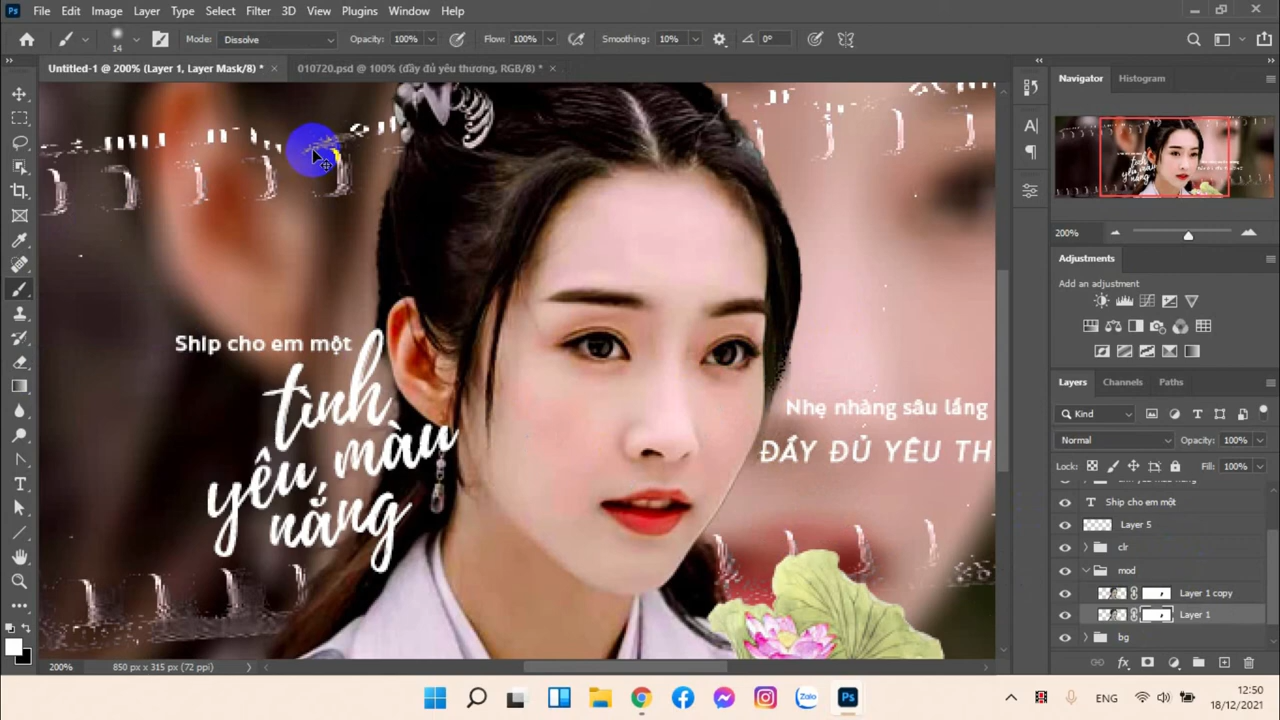 Ps File Edit Image Layer Type Select Filter 3D View Plugins Window Help
14 Mode: Dissolve Opacity: 100% Flow: 100% Smoothing: 10% 0°
Untitled-1 @ 200% (Layer 1, Layer Mask/8) * × 010720.psd @ 100% (đầy đủ yêu thương, RGB/8) * ×
Navigator Histogram
200%
Adjustments
Add an adjustment
Layers Channels Paths
Kind
Normal Opacity: 100%
Lock: Fill: 100%
T Ship cho em một
Layer 5
clr
mod
Layer 1 copy
Layer 1
bg
Ship cho em một
tình
yêu màu
nắng
Nhẹ nhàng sâu lắng
ĐẦY ĐỦ YÊU TH
200% 850 px x 315 px (72 ppi)
Zalo Ps
ENG
12:50
18/12/2021